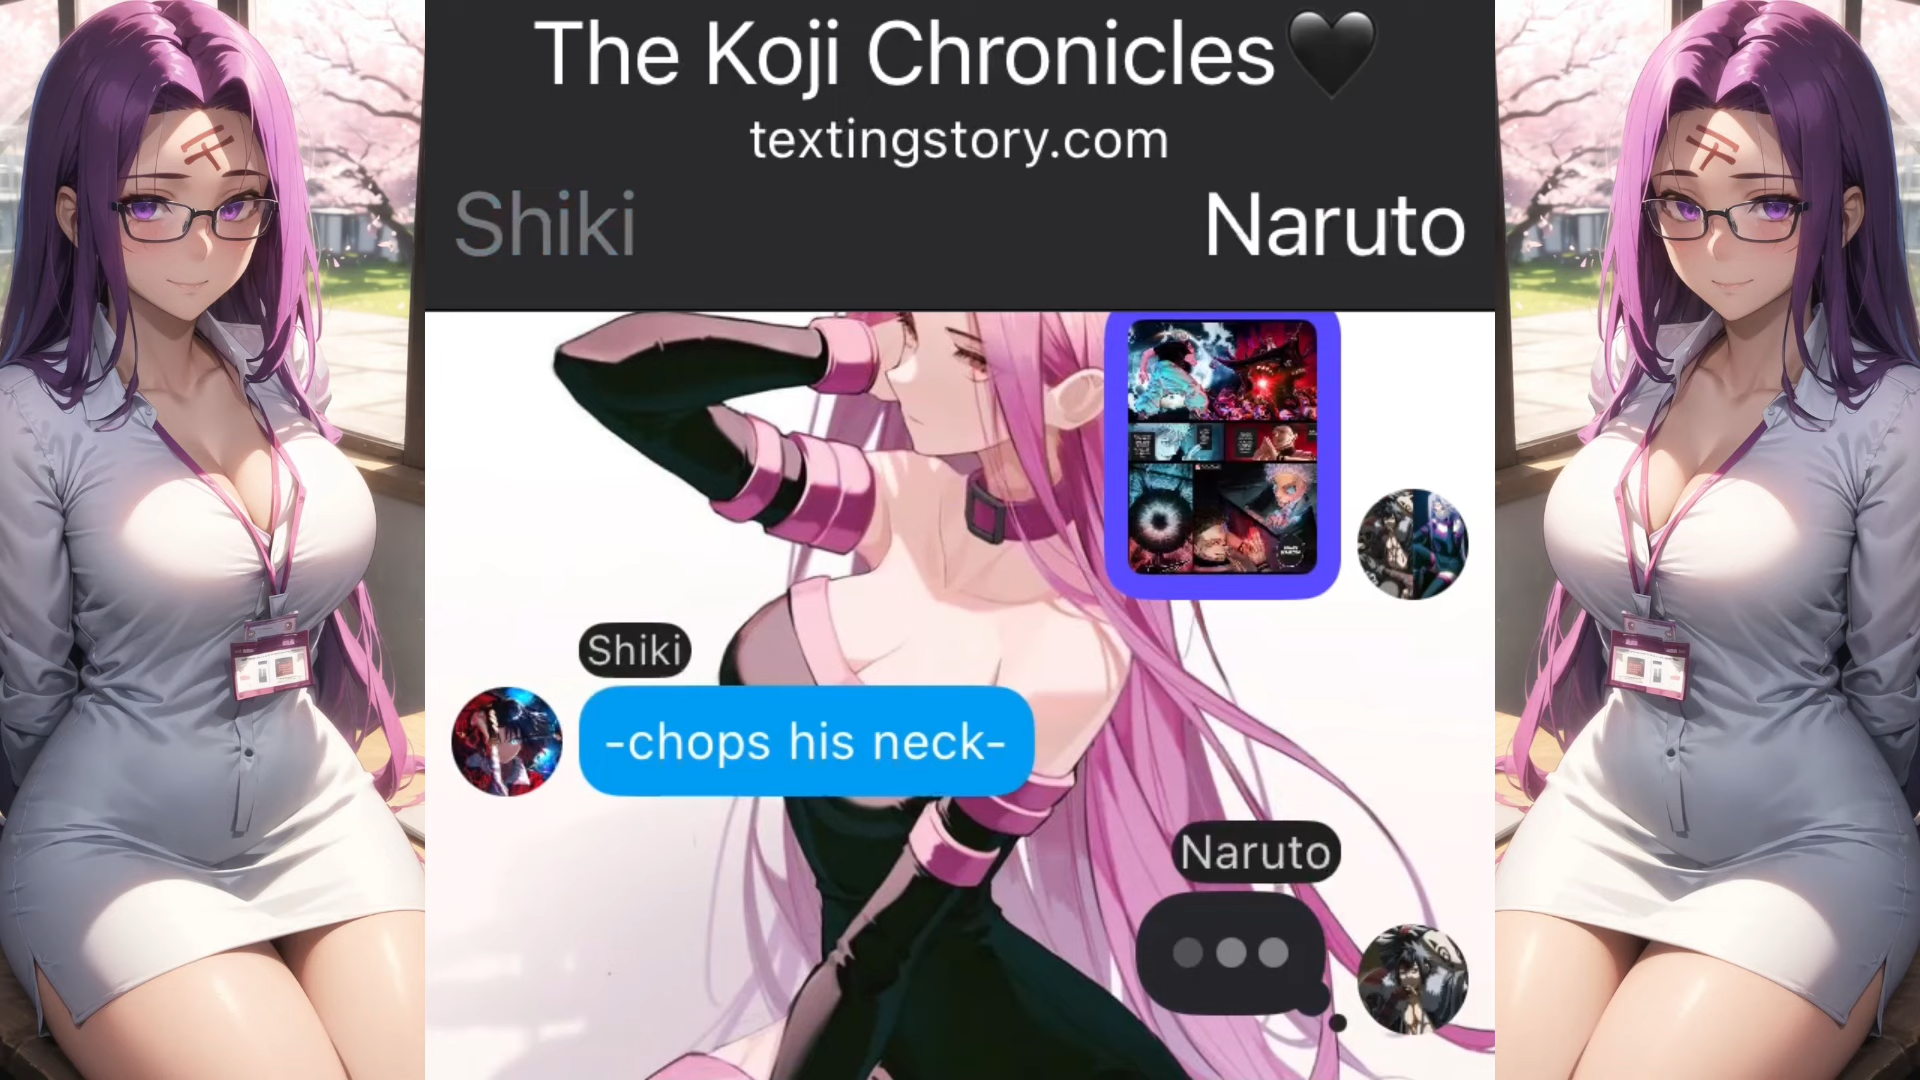 The Koji Chronicles🖤
textingstory.com
Shiki
Naruto
Shiki
-chops his neck-
Naruto